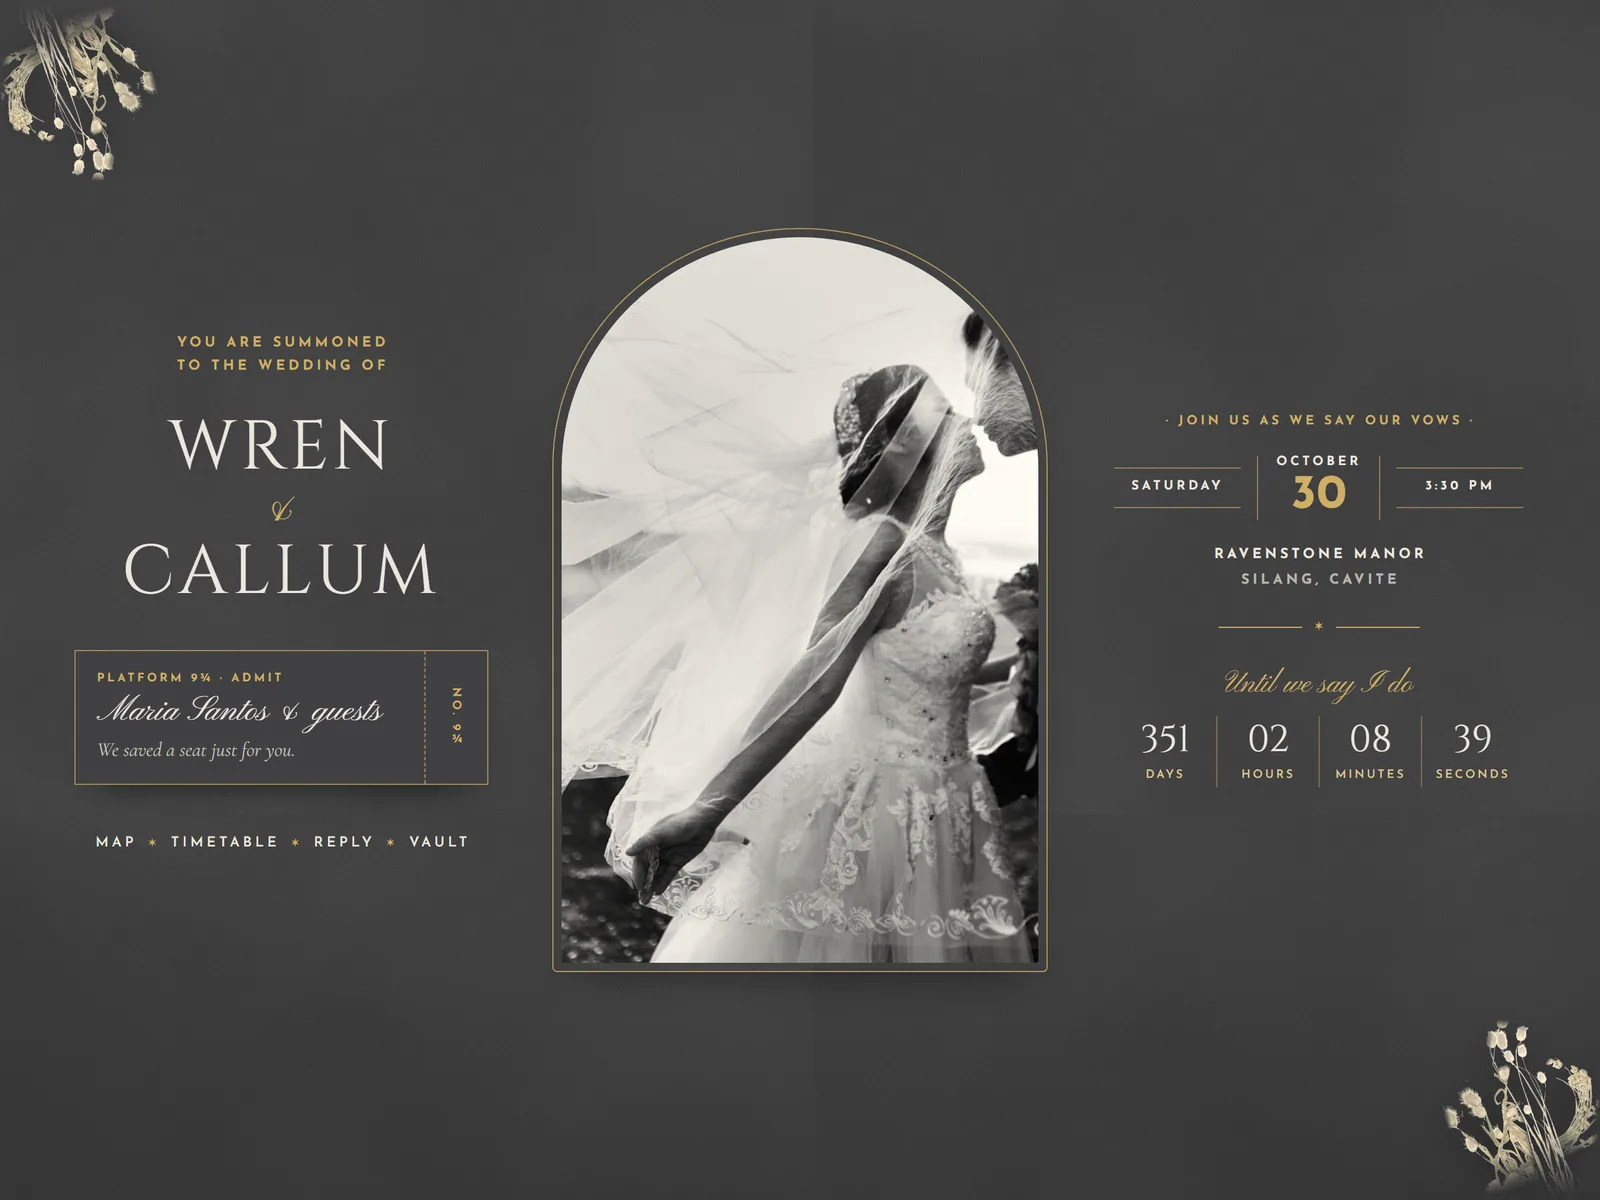 YOU ARE SUMMONED
TO THE WEDDING OF
WREN
&
CALLUM
PLATFORM 9¾ · ADMIT
Maria Santos & guests
We saved a seat just for you.
NO. 9¾
MAP ✶ TIMETABLE ✶ REPLY ✶ VAULT
· JOIN US AS WE SAY OUR VOWS ·
SATURDAY
OCTOBER
30
3:30 PM
RAVENSTONE MANOR
SILANG, CAVITE
Until we say I do
351 02 08 39
DAYS HOURS MINUTES SECONDS